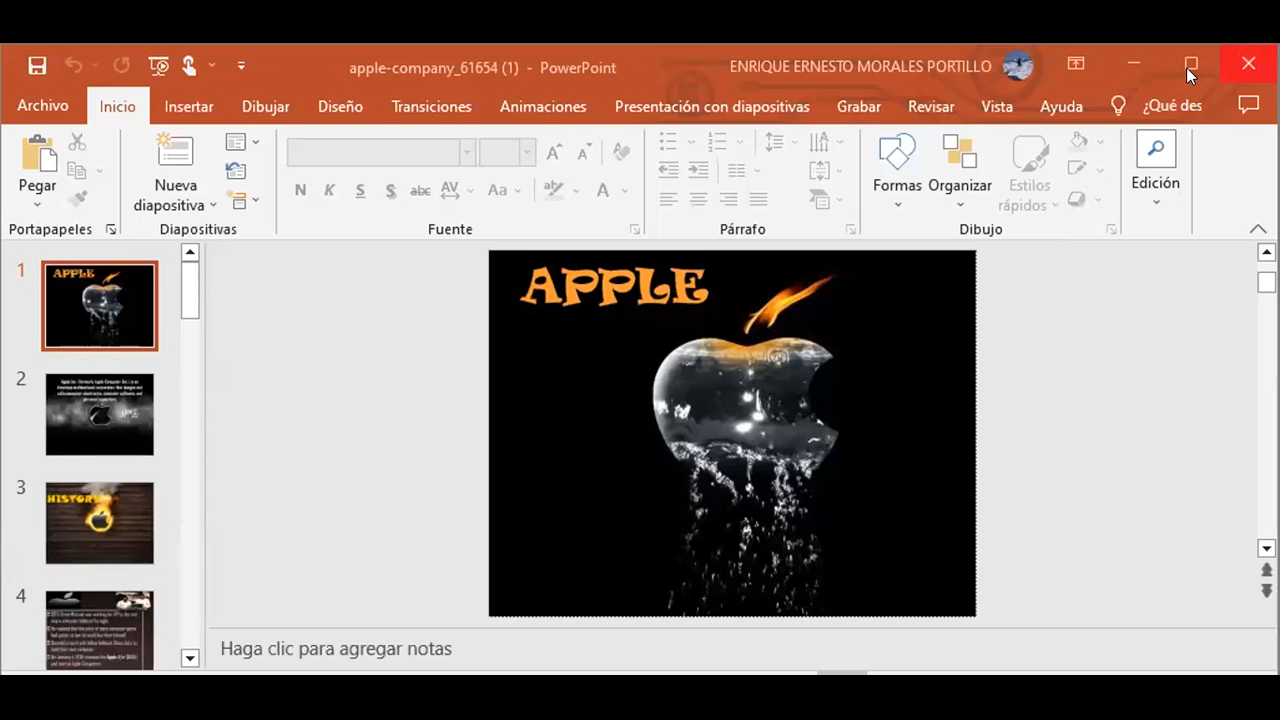 apple-company_61654 (1) - PowerPoint
ENRIQUE ERNESTO MORALES PORTILLO
Archivo Inicio Insertar Dibujar Diseño Transiciones Animaciones Presentación con diapositivas Grabar Revisar Vista Ayuda ¿Qué des
N K S S abc AV Aa A
Pegar
Nueva
diapositiva
Formas Organizar Estilos
rápidos
Edición
Portapapeles Diapositivas Fuente Párrafo Dibujo
1
APPLE
2
3
HISTORY
4
APPLE
Haga clic para agregar notas